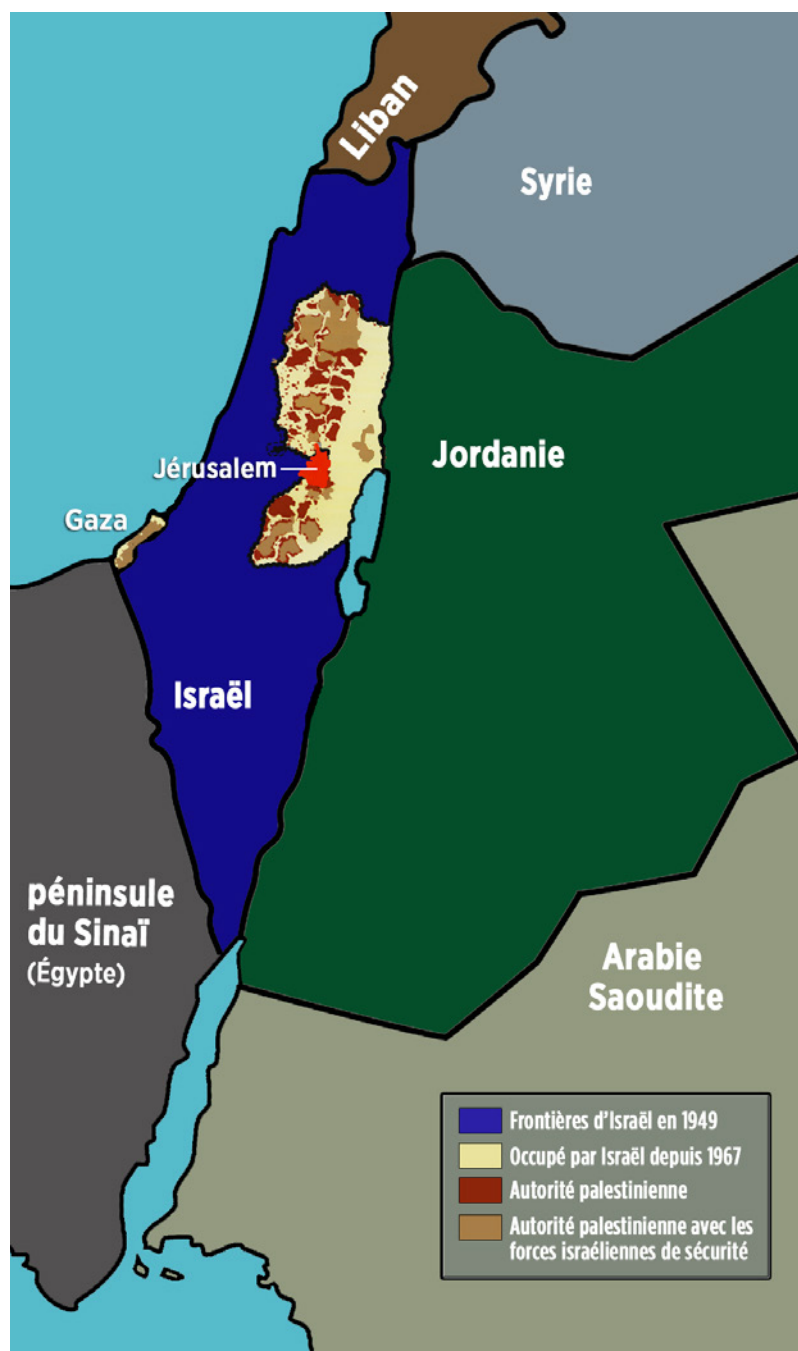 Liban
Syrie
Jordanie
Jérusalem
Gaza
Israël
péninsule
du Sinaï
(Égypte)
Arabie
Saoudite
Frontières d'Israël en 1949
Occupé par Israël depuis 1967
Autorité palestinienne
Autorité palestinienne avec les
forces israéliennes de sécurité